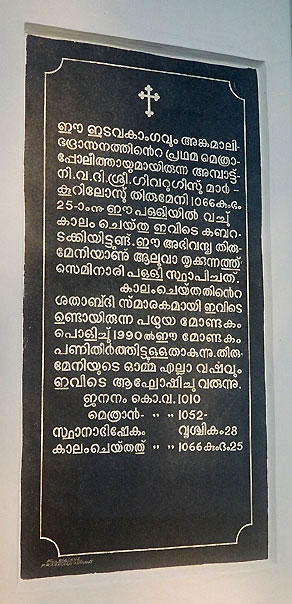 ഈ ഇടവകാംഗവും അങ്കമാലി-
ഭദ്രാസനത്തിൻെറ പ്രഥമ മെത്രാ-
പ്പോലിത്തായുമായിരുന്ന അമ്പാട്ട്-
നി.വ.ദി.ശ്രീ. ഗീവറുഗീസ് മാർ -
കൂറിലോസ് തിരുമേനി 1066 കുംഭം
25-ാംനു ഈ പള്ളിയിൽ വച്ച്
കാലം ചെയ്തു ഇവിടെ കബറ-
ടക്കിയിട്ടുണ്ട്. ഈ അഭിവന്ദ്യ തിരു-
മേനിയാണ് ആലുവാ തൃക്കുന്നത്ത്
സെമിനാരി പള്ളി സ്ഥാപിച്ചത്.
കാലംചെയ്തതിൻെറ
ശതാബ്ദി സ്മാരകമായി ഇവിടെ
ഉണ്ടായിരുന്ന പഴയ മോണ്ടകം
പൊളിച്ച് 1990 ൽ ഈ മോണ്ടകം
പണിതീർത്തിട്ടുള്ളതാകുന്നു. തിരു-
മേനിയുടെ ഓർമ്മ എല്ലാ വർഷവും
ഇവിടെ ആഘോഷിച്ചു വരുന്നു.
ജനനം കൊ.വ. 1010
മെത്രാൻ- " " 1052-
സ്ഥാനാഭിഷേകം വൃശ്ചികം 28
കാലംചെയ്തത് " " 1066 കുംഭം 25